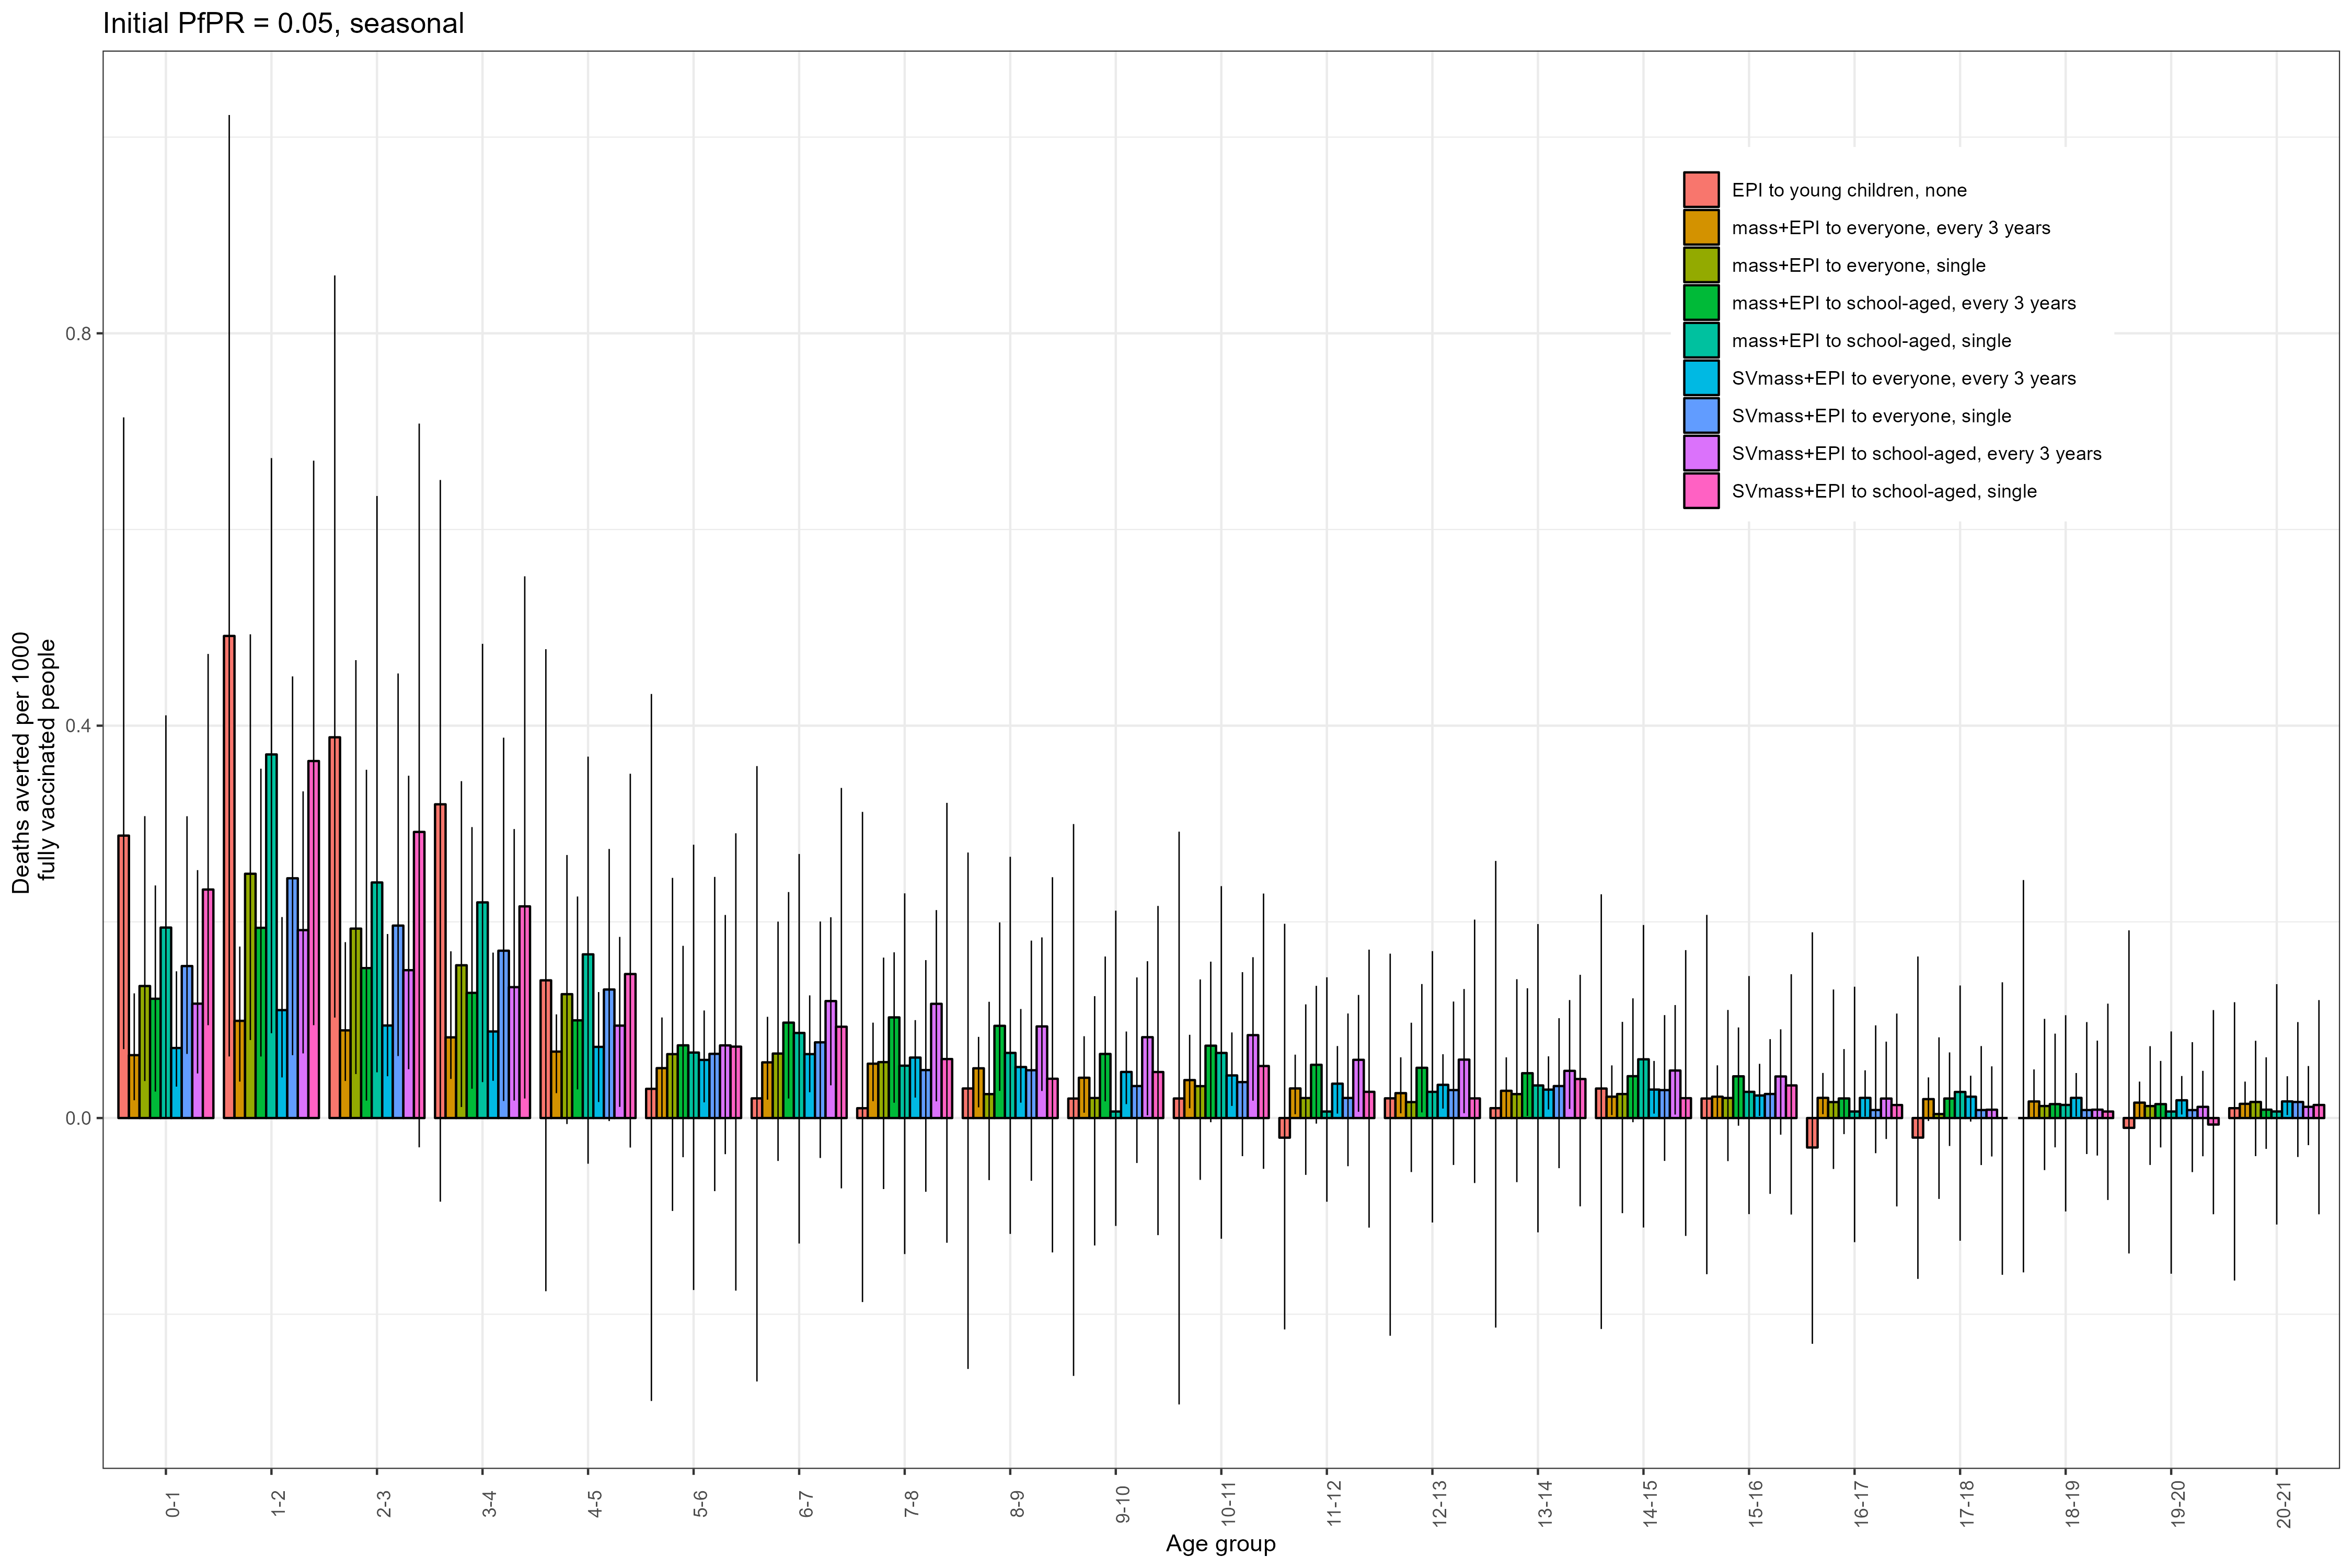 Initial PfPR = 0.05, seasonal
EPI to young children, none
mass+EPI to everyone, every 3 years
mass+EPI to everyone, single
mass+EPI to school-aged, every 3 years
mass+EPI to school-aged, single
SVmass+EPI to everyone, every 3 years
SVmass+EPI to everyone, single
SVmass+EPI to school-aged, every 3 years
SVmass+EPI to school-aged, single
Deaths averted per 1000
fully vaccinated people
0.8
0.4
0.0
0-1
1-2
2-3
3-4
4-5
5-6
6-7
7-8
8-9
9-10
10-11
11-12
12-13
13-14
14-15
15-16
16-17
17-18
18-19
19-20
20-21
Age group